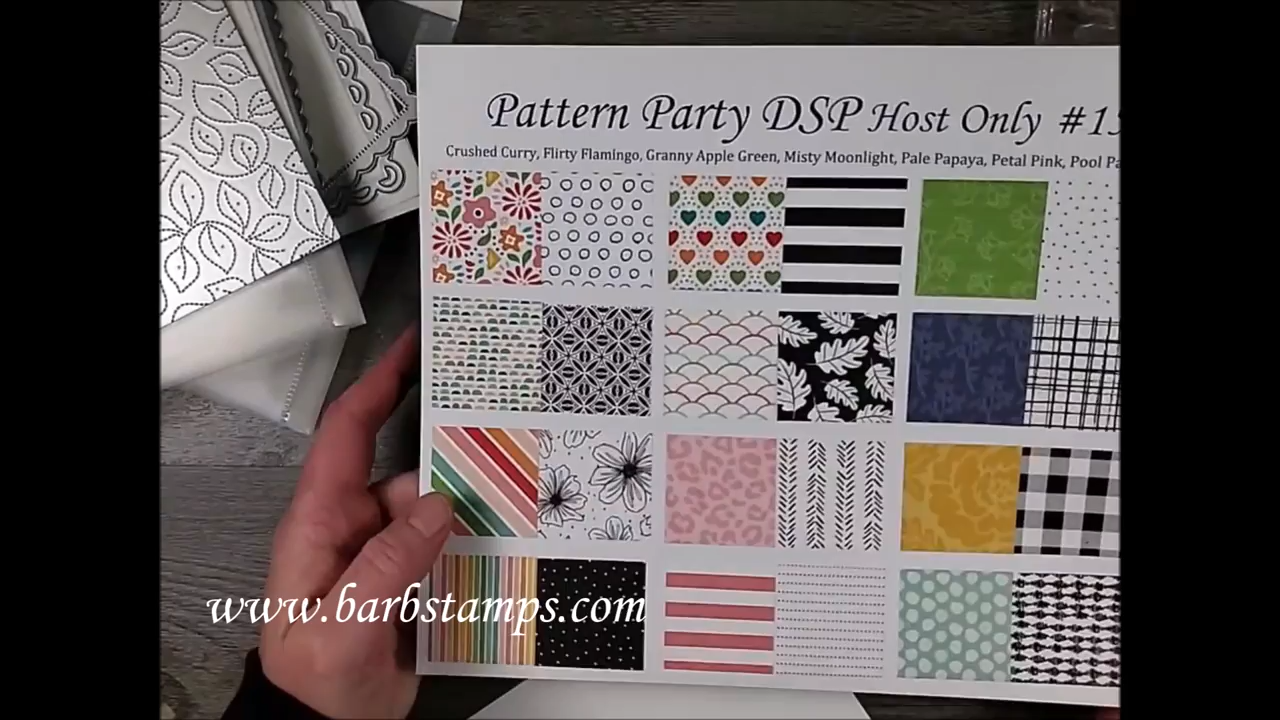 Pattern Party DSP Host Only
Crushed Curry, Flirty Flamingo, Granny Apple Green, Misty Moonlight, Pale Papaya, Petal Pink, Pool
www.barbstamps.com